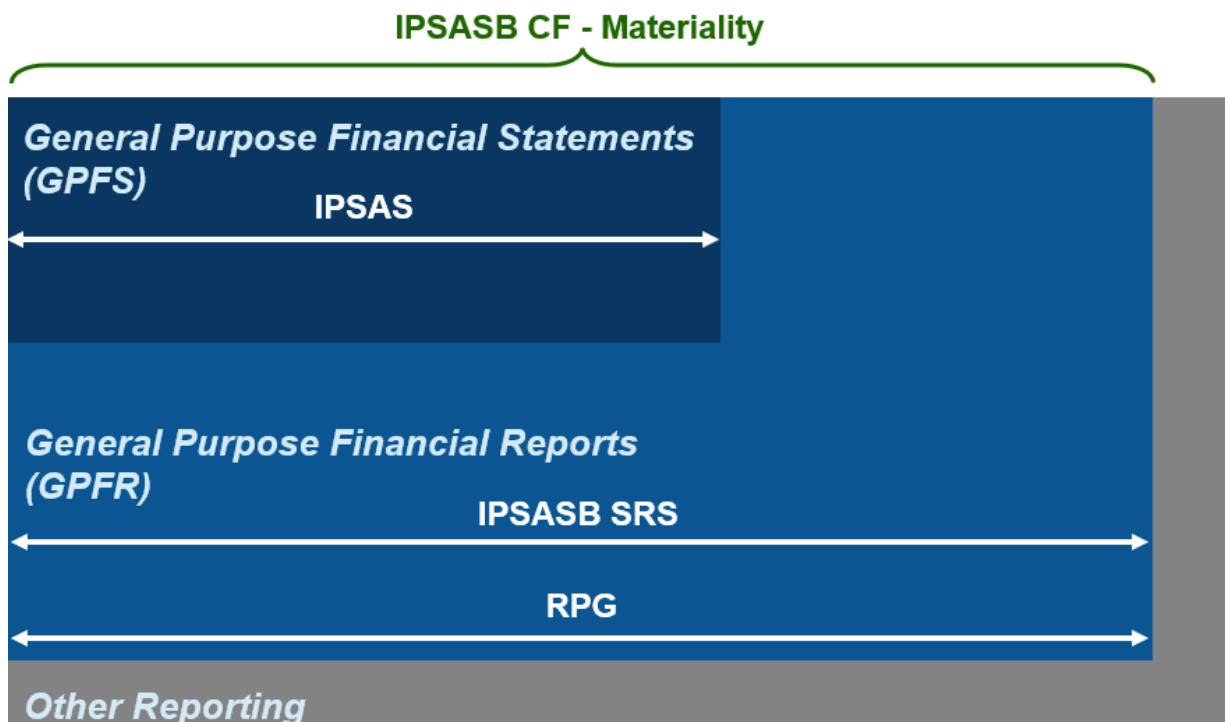 IPSASB CF - Materiality
General Purpose Financial Statements
(GPFS)
IPSAS
General Purpose Financial Reports
(GPFR)
IPSASB SRS
RPG
Other Reporting